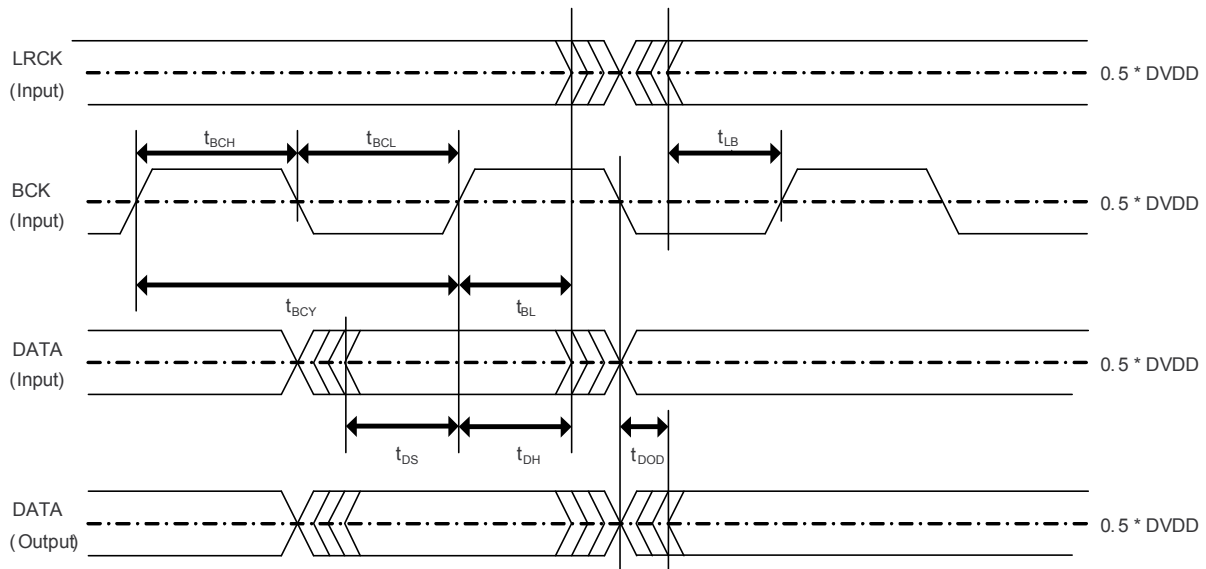 LRCK
(Input)
0.5 * DVDD
tBCH
tBCL
tLB
BCK
(Input)
0.5 * DVDD
tBCY
tBL
DATA
(Input)
0.5 * DVDD
tDS
tDH
tDOD
DATA
(Output)
0.5 * DVDD